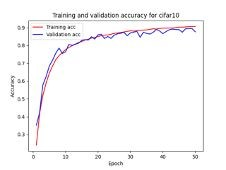 Training and validation accuracy for cifar10
Training acc
Validation acc
0.9
0.8
0.7
0.6
0.5
0.4
0.3
Accuracy
0 10 20 30 40 50
Epoch